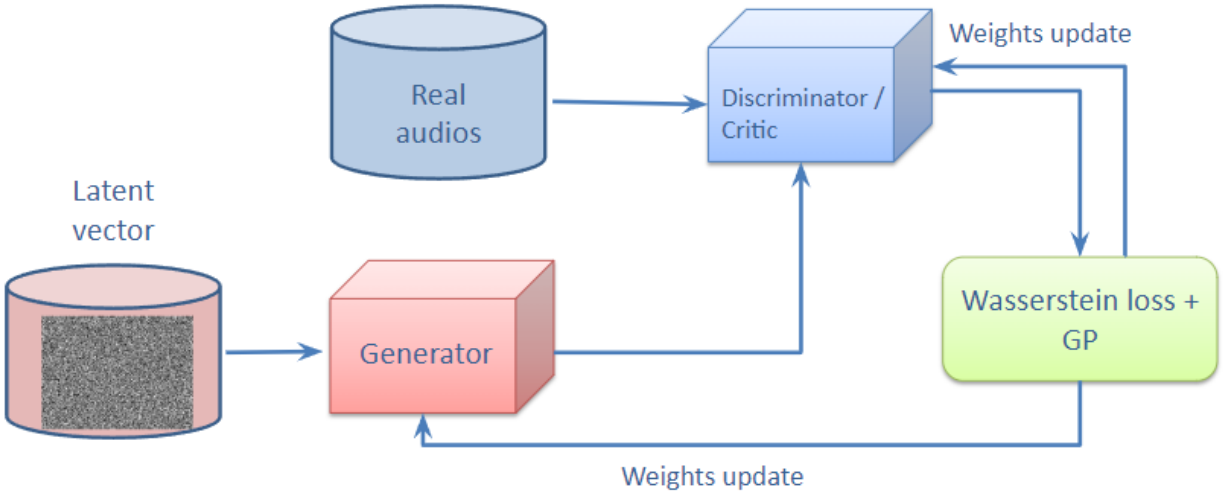 Weights update
Real
audios
Discriminator /
Critic
Latent
vector
Generator
Wasserstein loss +
GP
Weights update